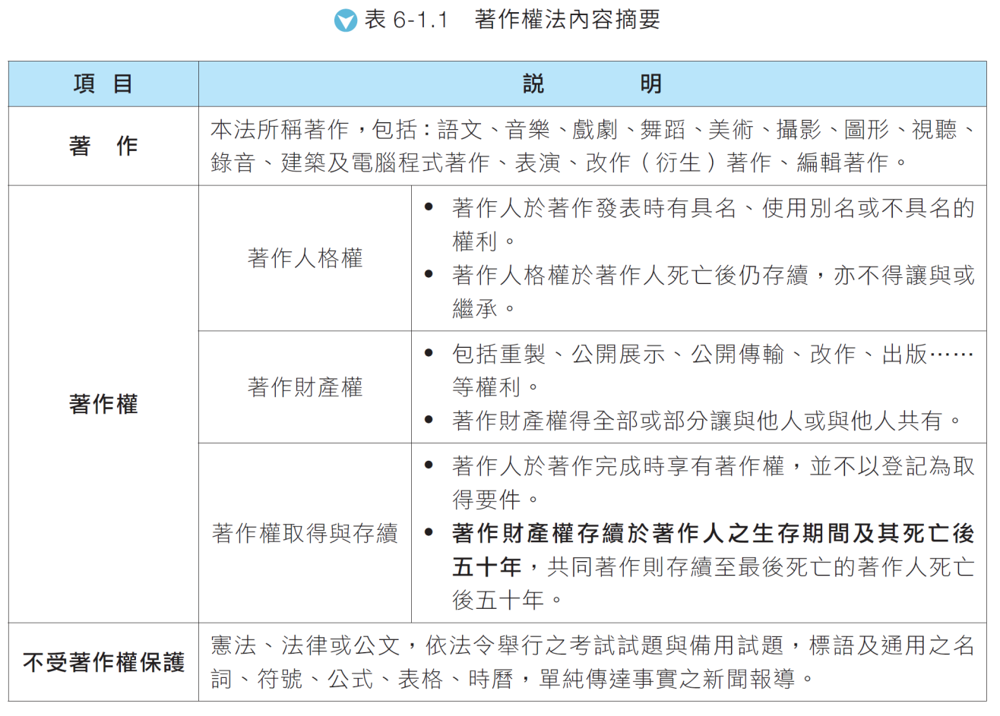 表 6-1.1 著作權法內容摘要
項 目
說 明
著 作
本法所稱著作，包括：語文、音樂、戲劇、舞蹈、美術、攝影、圖形、視聽、
錄音、建築及電腦程式著作、表演、改作（衍生）著作、編輯著作。
著作權
著作人格權
• 著作人於著作發表時有具名、使用別名或不具名的
權利。
• 著作人格權於著作人死亡後仍存續，亦不得讓與或
繼承。
著作財產權
• 包括重製、公開展示、公開傳輸、改作、出版……
等權利。
• 著作財產權得全部或部分讓與他人或與他人共有。
著作權取得與存續
• 著作人於著作完成時享有著作權，並不以登記為取
得要件。
• 著作財產權存續於著作人之生存期間及其死亡後
五十年，共同著作則存續至最後死亡的著作人死亡
後五十年。
不受著作權保護
憲法、法律或公文，依法令舉行之考試試題與備用試題，標語及通用之名
詞、符號、公式、表格、時曆，單純傳達事實之新聞報導。